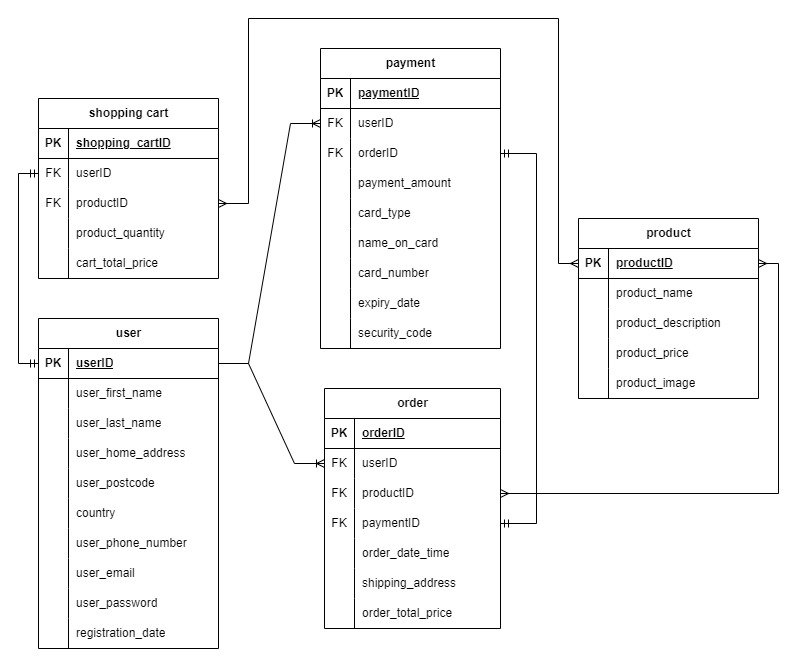 shopping cart
PK shopping_cartID
FK userID
FK productID
product_quantity
cart_total_price
user
PK userID
user_first_name
user_last_name
user_home_address
user_postcode
country
user_phone_number
user_email
user_password
registration_date
payment
PK paymentID
FK userID
FK orderID
payment_amount
card_type
name_on_card
card_number
expiry_date
security_code
order
PK orderID
FK userID
FK productID
FK paymentID
order_date_time
shipping_address
order_total_price
product
PK productID
product_name
product_description
product_price
product_image